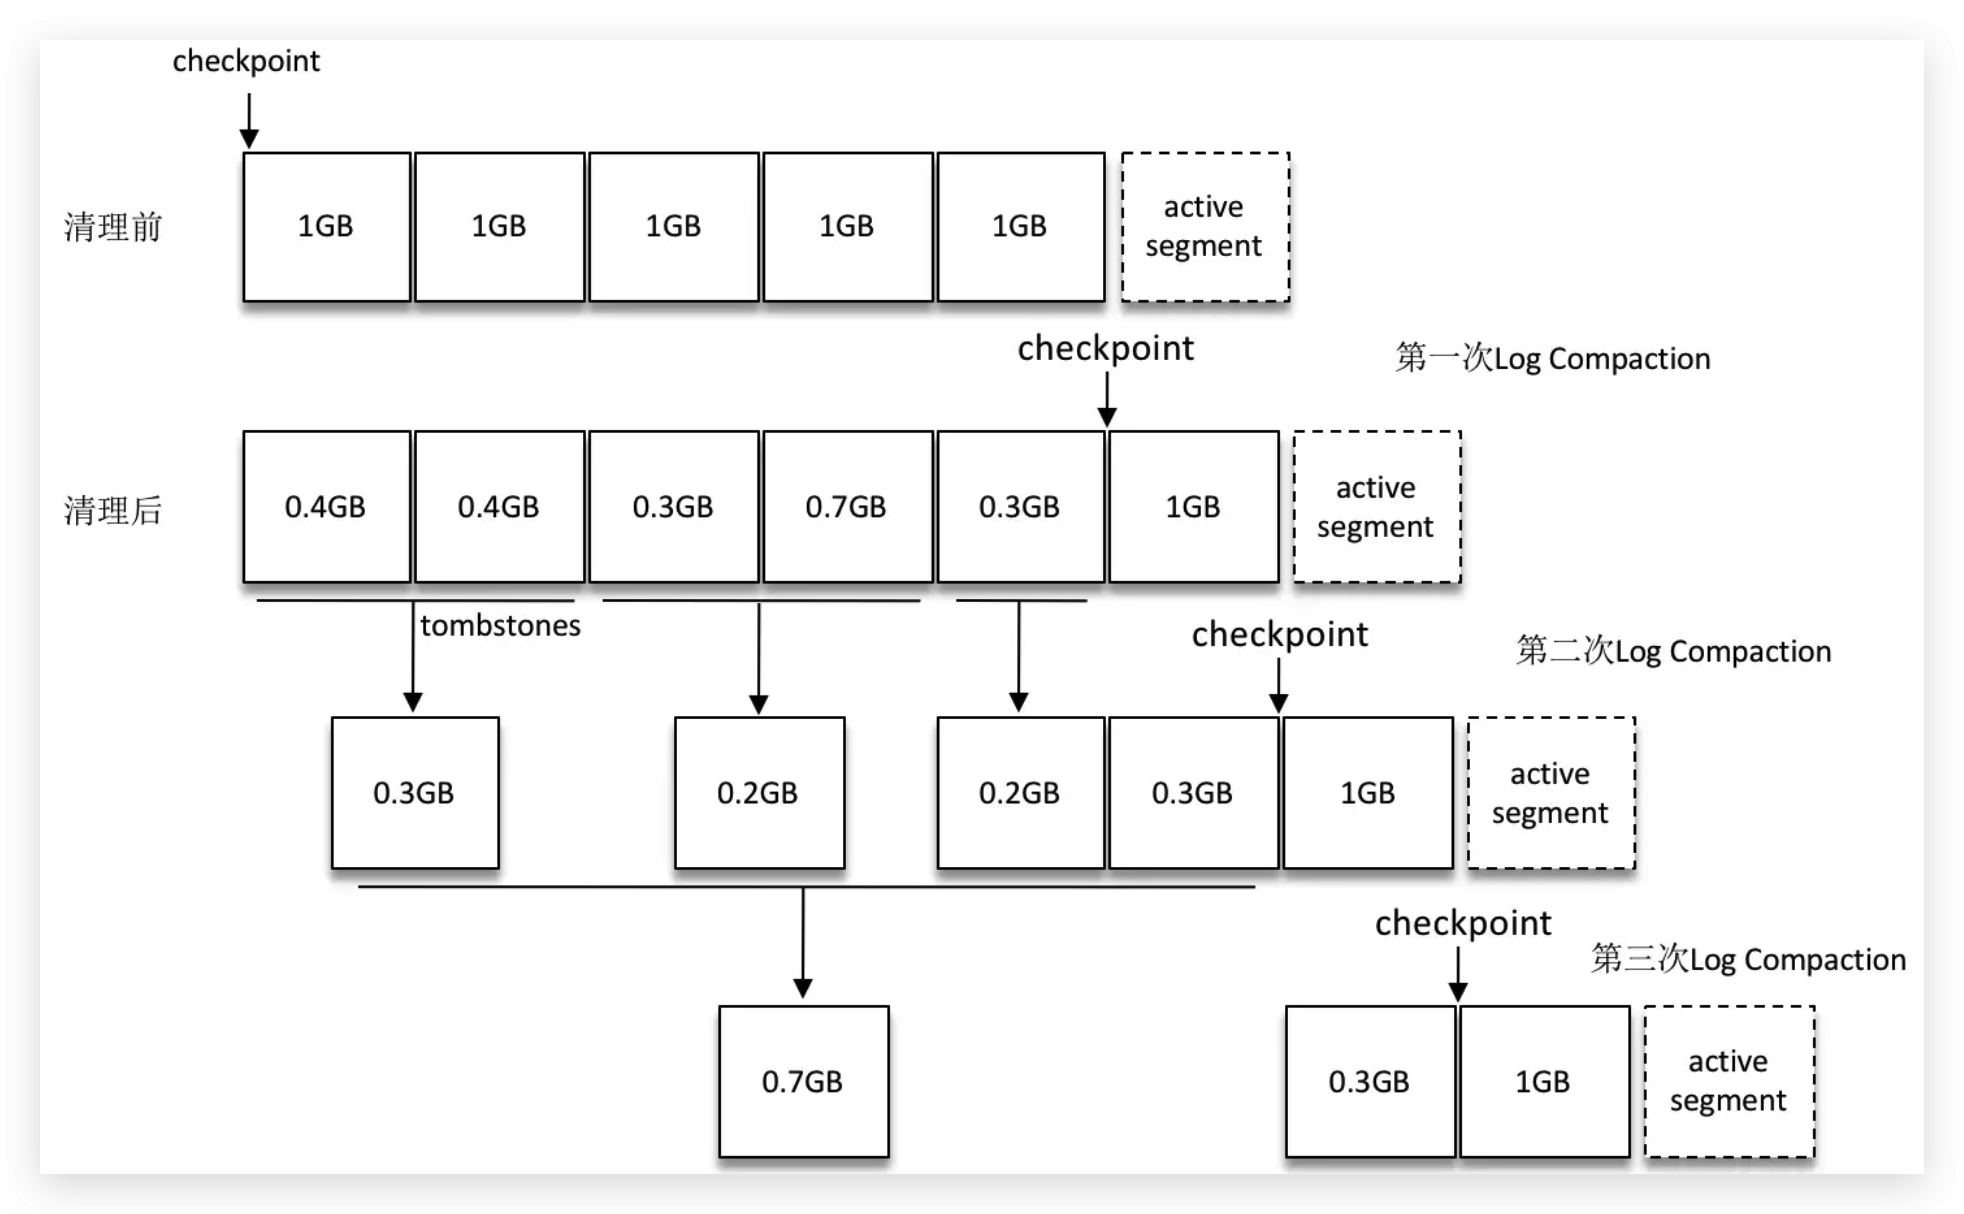 checkpoint
清理前
1GB
1GB
1GB
1GB
1GB
active
segment
checkpoint
第一次Log Compaction
清理后
0.4GB
0.4GB
0.3GB
0.7GB
0.3GB
1GB
active
segment
tombstones
checkpoint
第二次Log Compaction
0.3GB
0.2GB
0.2GB
0.3GB
1GB
active
segment
checkpoint
第三次Log Compaction
0.7GB
0.3GB
1GB
active
segment